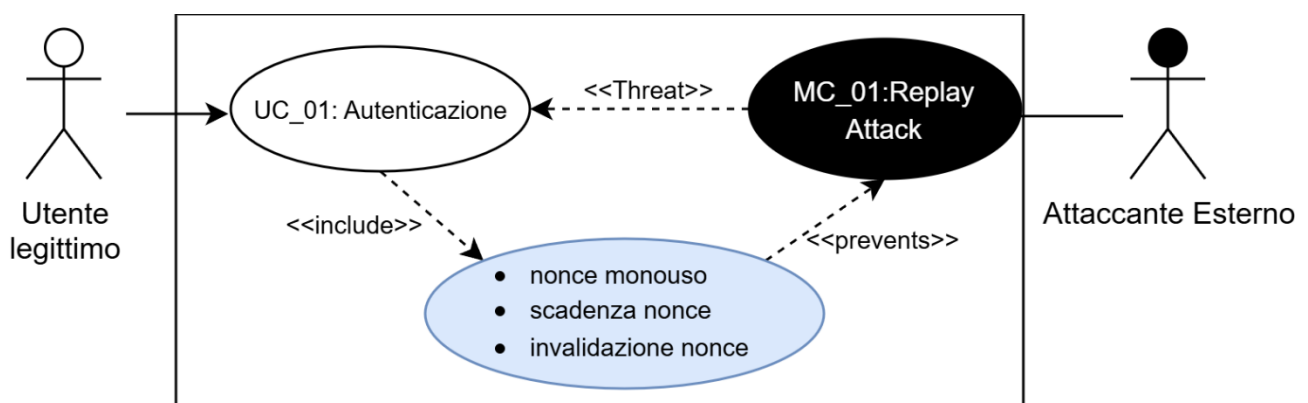 <<Threat>>
MC_01:Replay
Attack
UC_01: Autenticazione
Utente
legittimo
<<include>>
<<prevents>>
Attaccante Esterno
• nonce monouso
• scadenza nonce
• invalidazione nonce